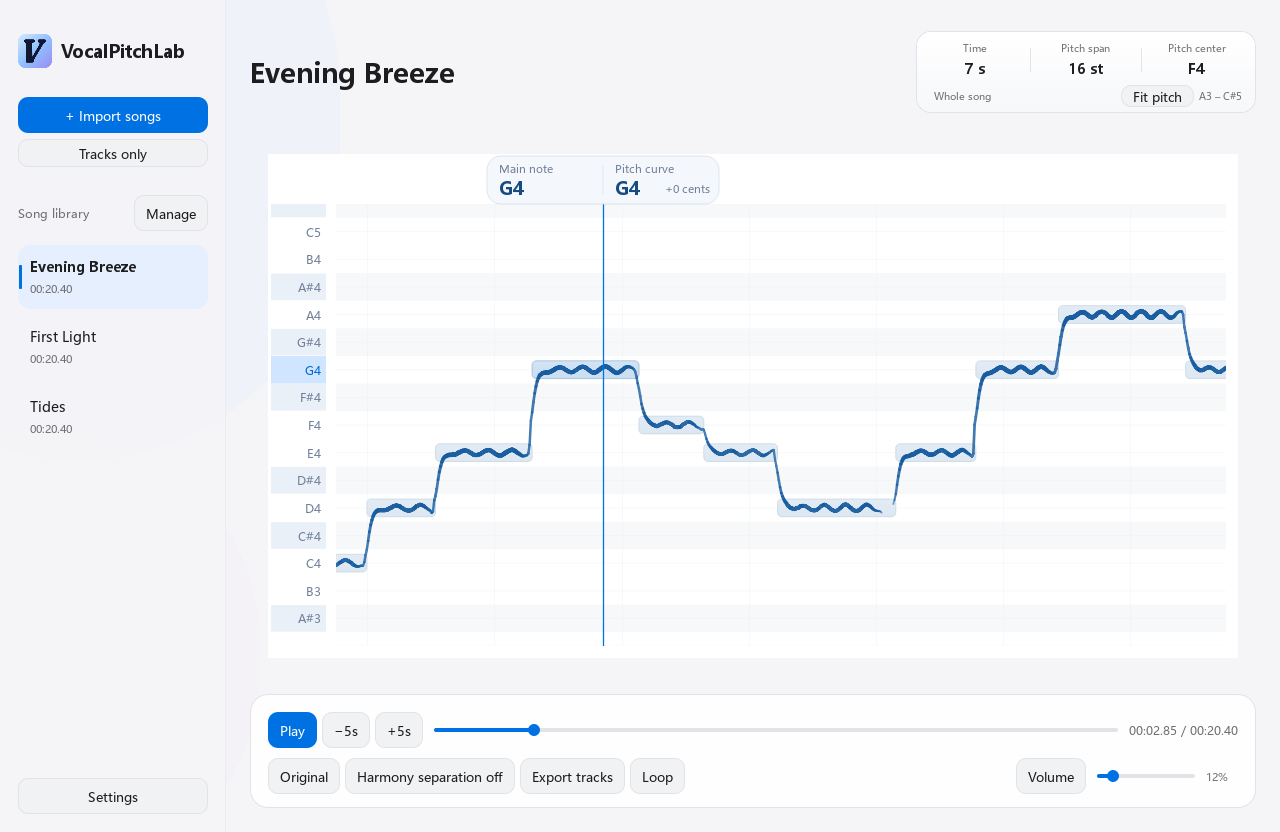 V VocalPitchLab
+ Import songs
Tracks only
Song library
Manage
Evening Breeze
00:20.40
First Light
00:20.40
Tides
00:20.40
Settings
Evening Breeze
Time
7 s
Pitch span
16 st
Pitch center
F4
Whole song
Fit pitch
A3 – C#5
Main note
G4
Pitch curve
G4 +0 cents
C5
B4
A#4
A4
G#4
G4
F#4
F4
E4
D#4
D4
C#4
C4
B3
A#3
Play
−5s
+5s
00:02.85 / 00:20.40
Original
Harmony separation off
Export tracks
Loop
Volume
12%